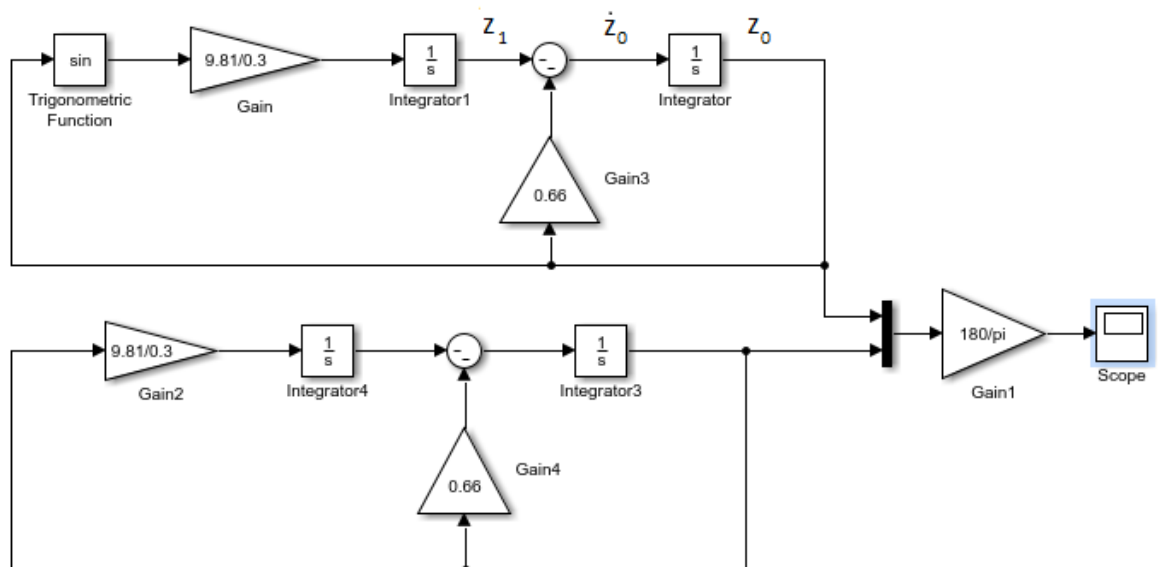 Z1 Ż0 Z0
sin
9.81/0.3
1
s
1
s
Trigonometric
Function
Gain
Integrator1
Integrator
0.66
Gain3
9.81/0.3
1
s
1
s
180/pi
Gain2
Integrator4
Integrator3
Gain1
Scope
0.66
Gain4